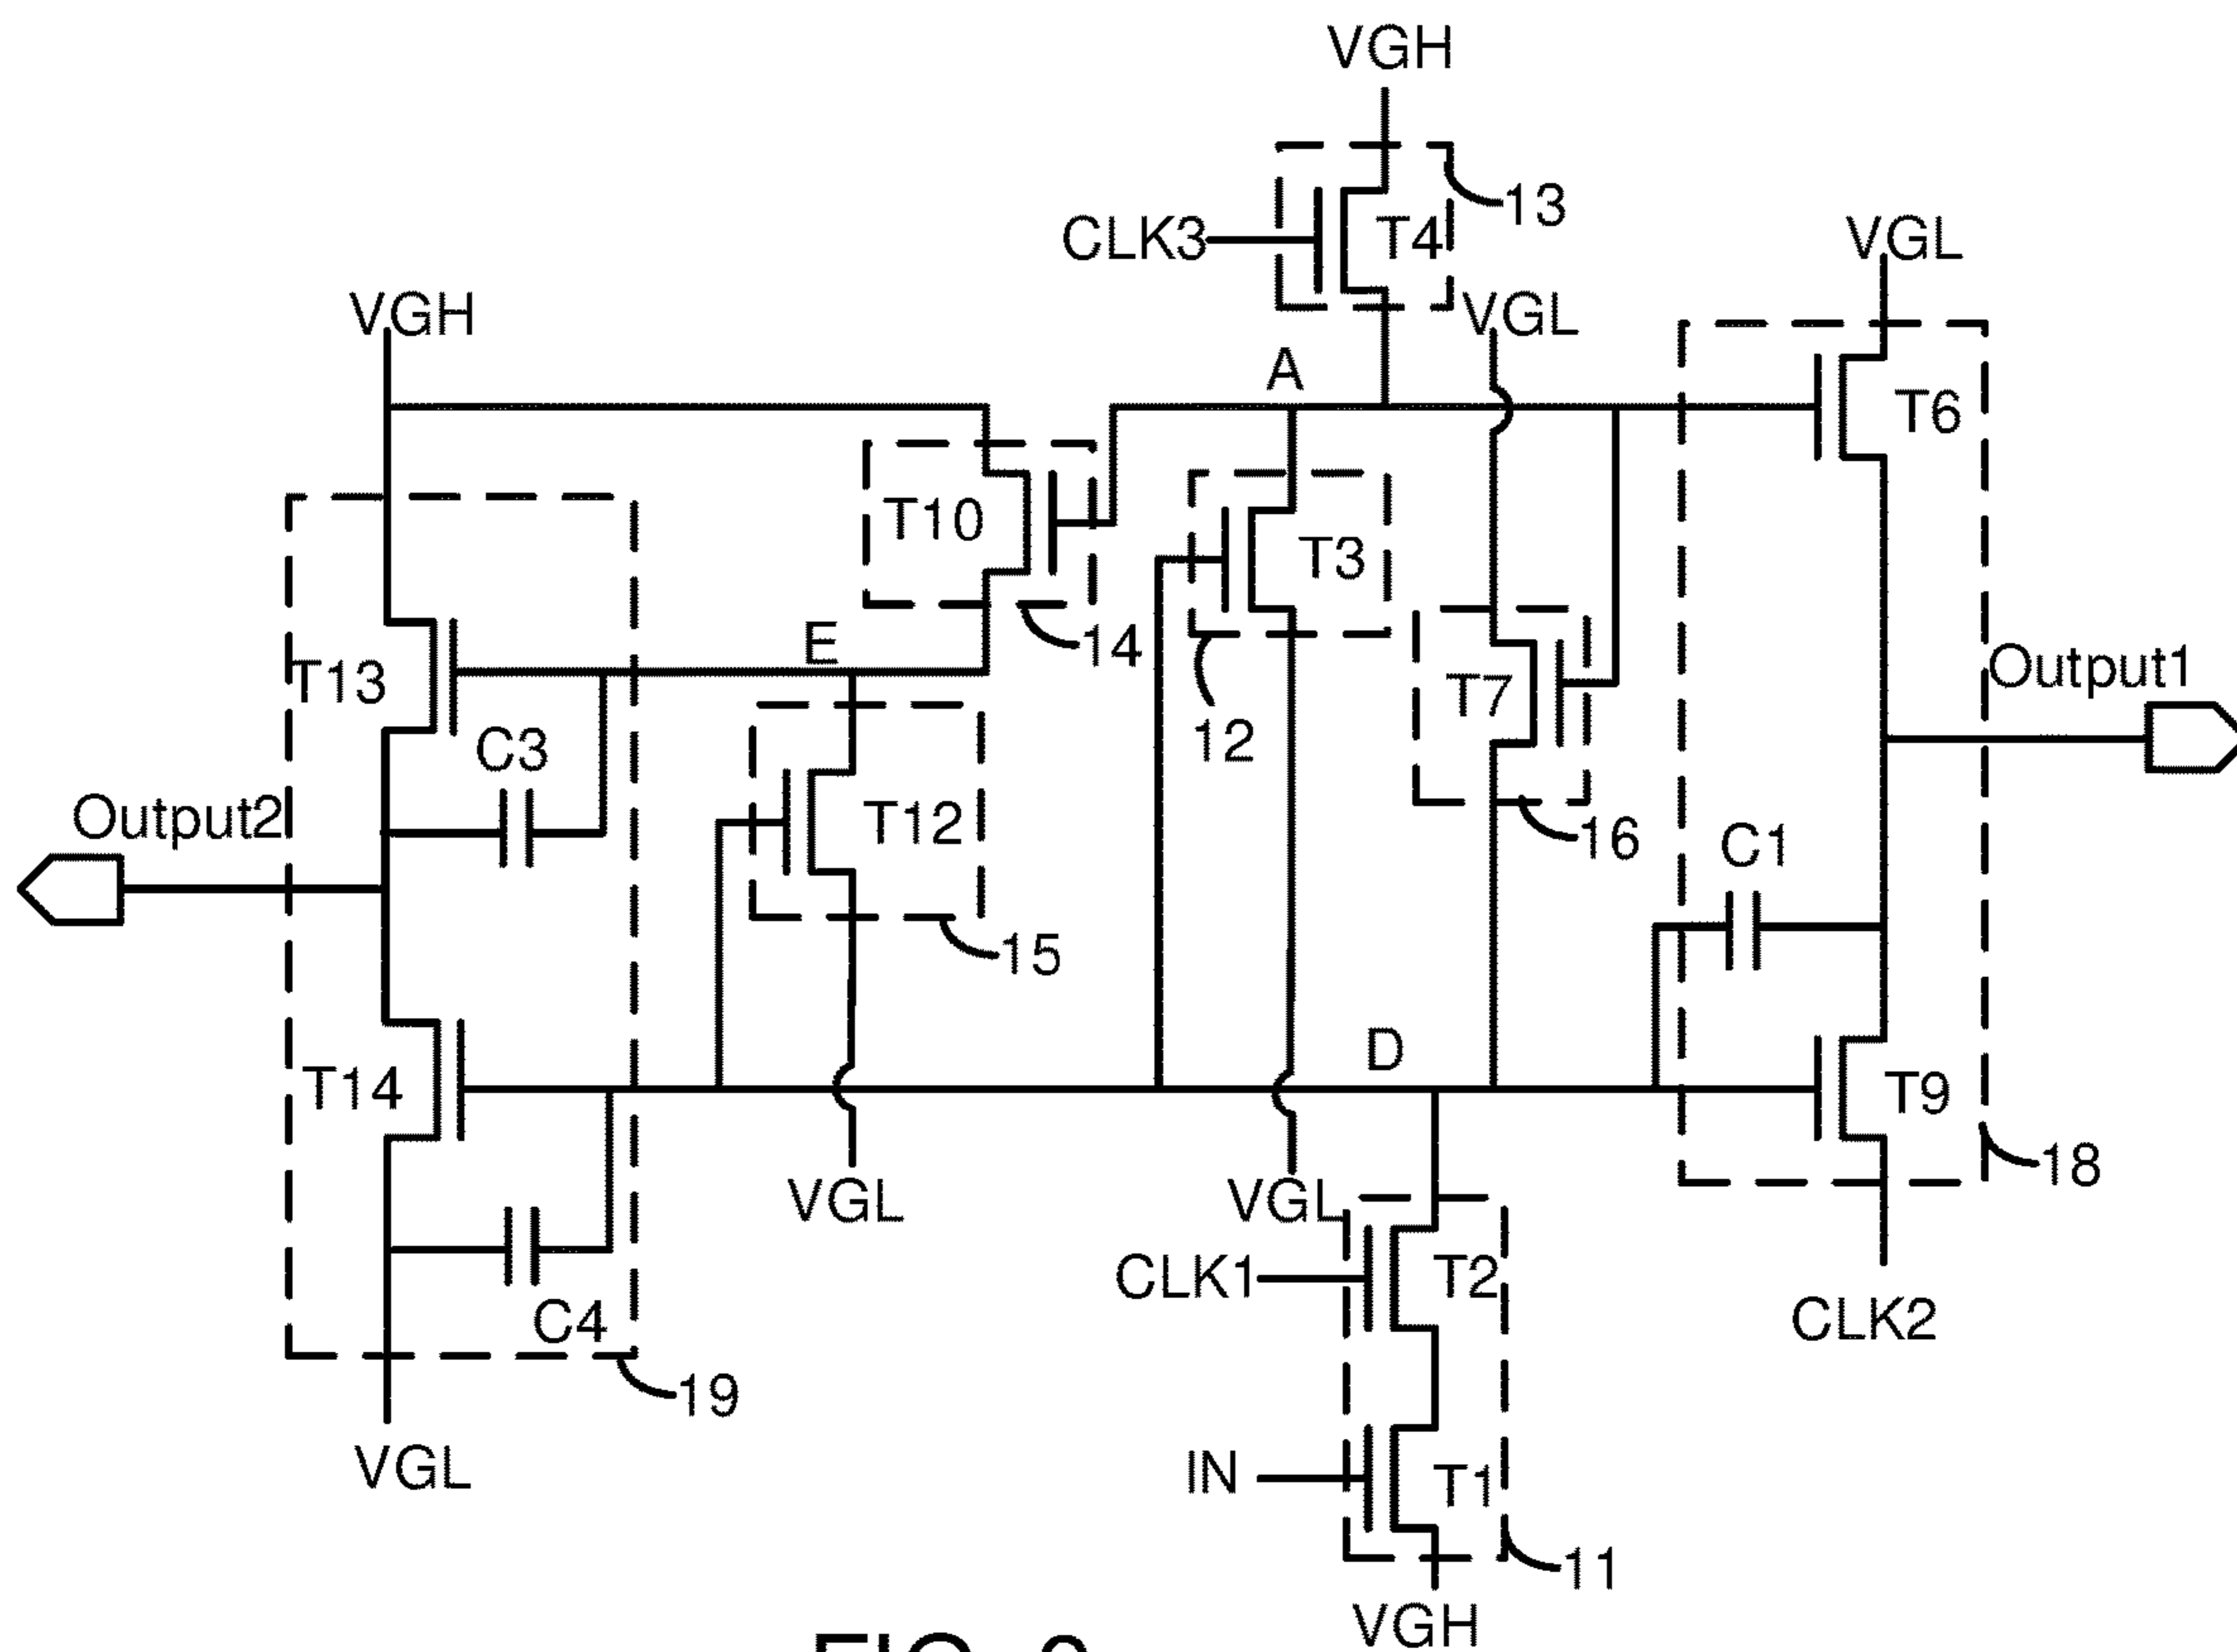 VGH
13
CLK3
T4
VGL
VGH
VGL
A
T6
T10
T3
E
14
T13
T7
Output1
12
C3
Output2
T12
16
C1
15
D
T14
T9
18
VGL
VGL
CLK1
T2
C4
CLK2
19
VGL
IN
T1
11
VGH